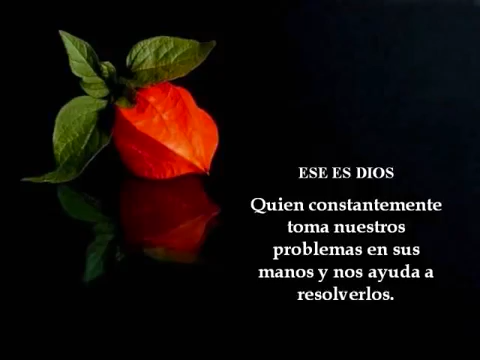 ESE ES DIOS
Quien constantemente
toma nuestros
problemas en sus
manos y nos ayuda a
resolverlos.